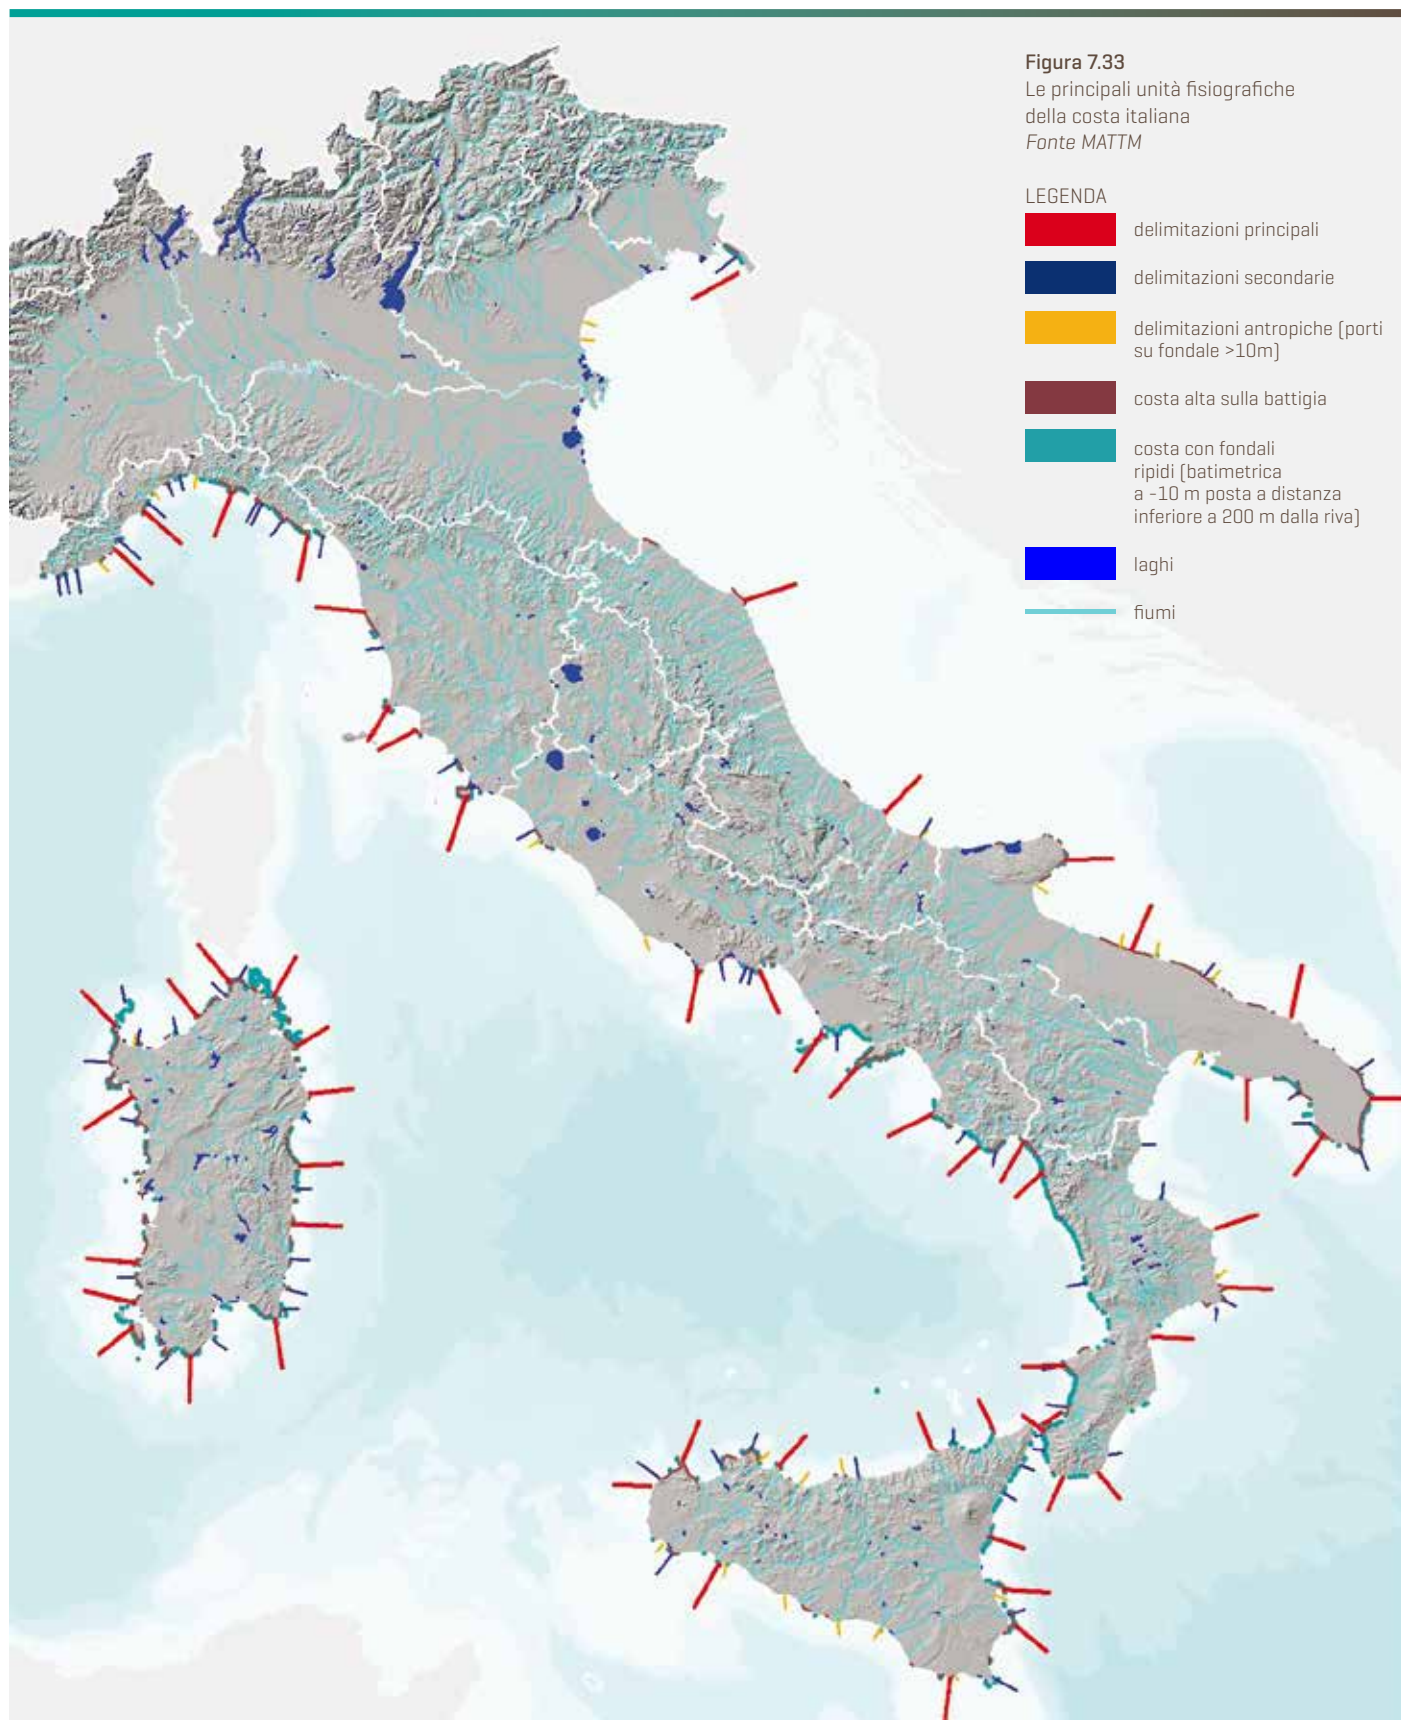 Figura 7.33
Le principali unità fisiografiche
della costa italiana
Fonte MATTM
LEGENDA
delimitazioni principali
delimitazioni secondarie
delimitazioni antropiche (porti
su fondale >10m)
costa alta sulla battigia
costa con fondali
ripidi (batimetrica
a -10 m posta a distanza
inferiore a 200 m dalla riva)
laghi
fiumi